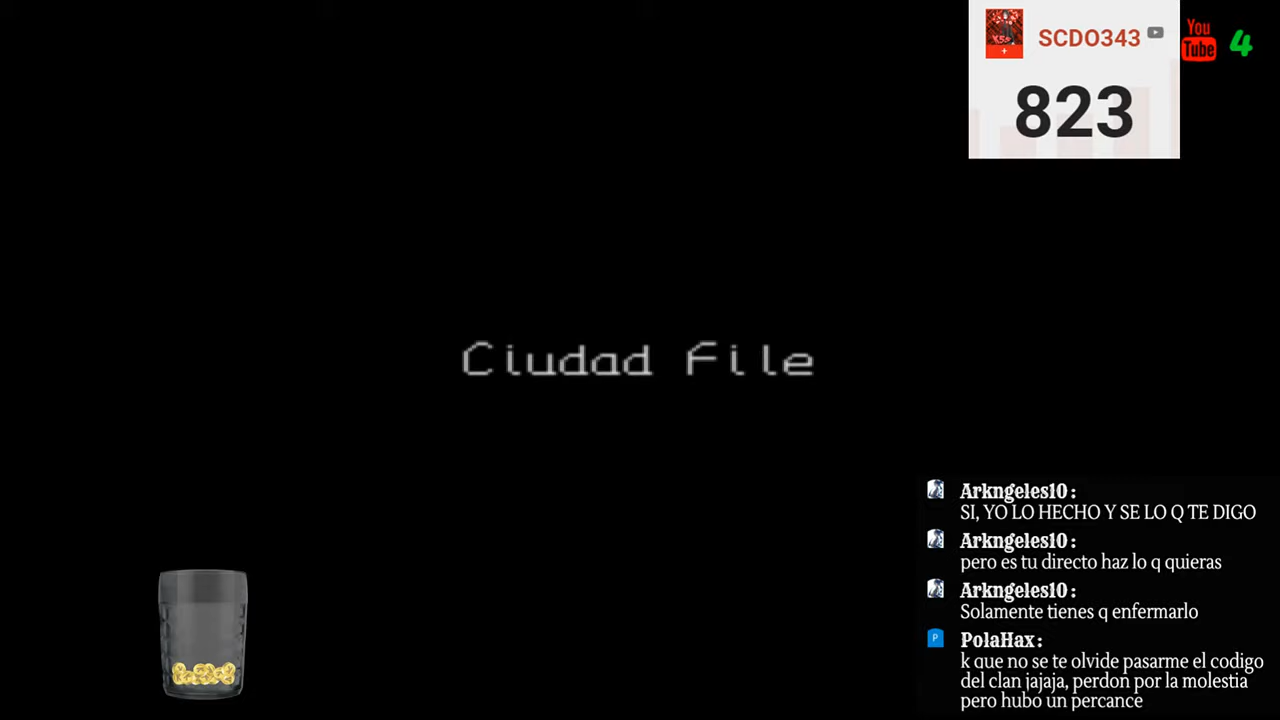 SCDO343
You
Tube
4
823
Ciudad File
Arkngeles10:
SI, YO LO HECHO Y SE LO Q TE DIGO
Arkngeles10:
pero es tu directo haz lo q quieras
Arkngeles10:
Solamente tienes q enfermarlo
P
PolaHax:
k que no se te olvide pasarme el codigo
del clan jajaja, perdon por la molestia
pero hubo un percance